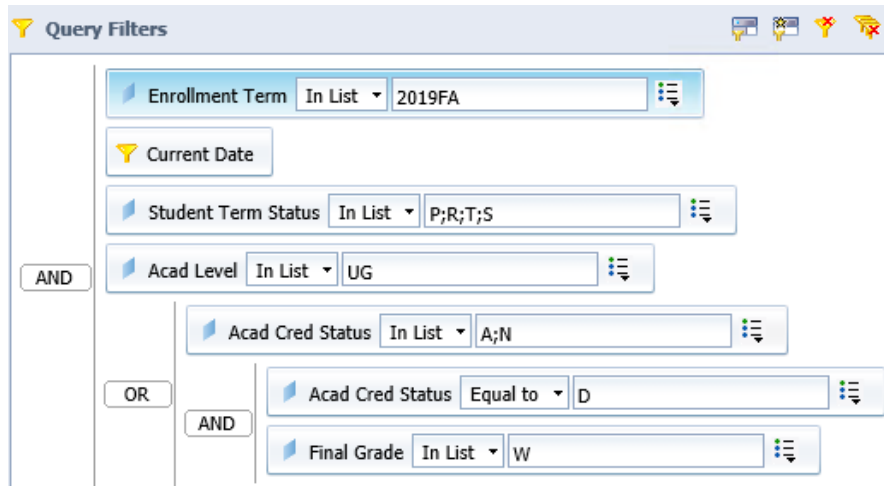 Query Filters
Enrollment Term In List 2019FA
Current Date
Student Term Status In List P;R;T;S
AND
Acad Level In List UG
Acad Cred Status In List A;N
OR
Acad Cred Status Equal to D
AND
Final Grade In List W